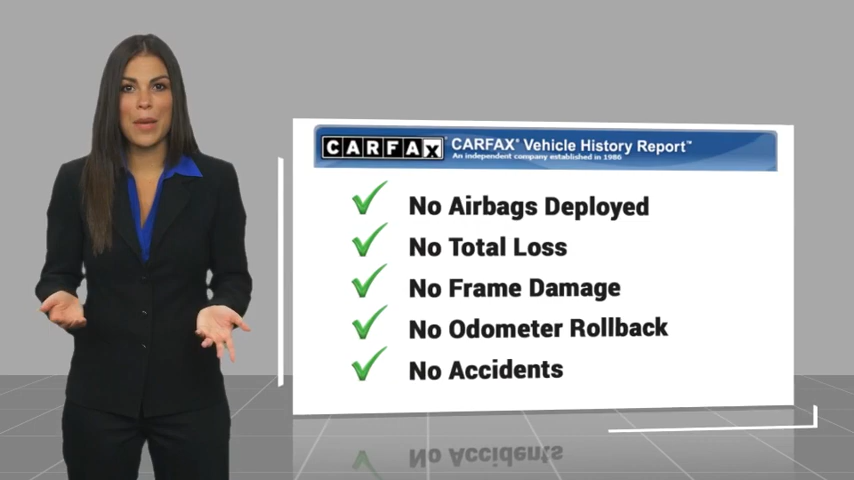 CARFAX
CARFAX® Vehicle History Report™
An independent company established in 1986
No Airbags Deployed
No Total Loss
No Frame Damage
No Odometer Rollback
No Accidents
No Accidents